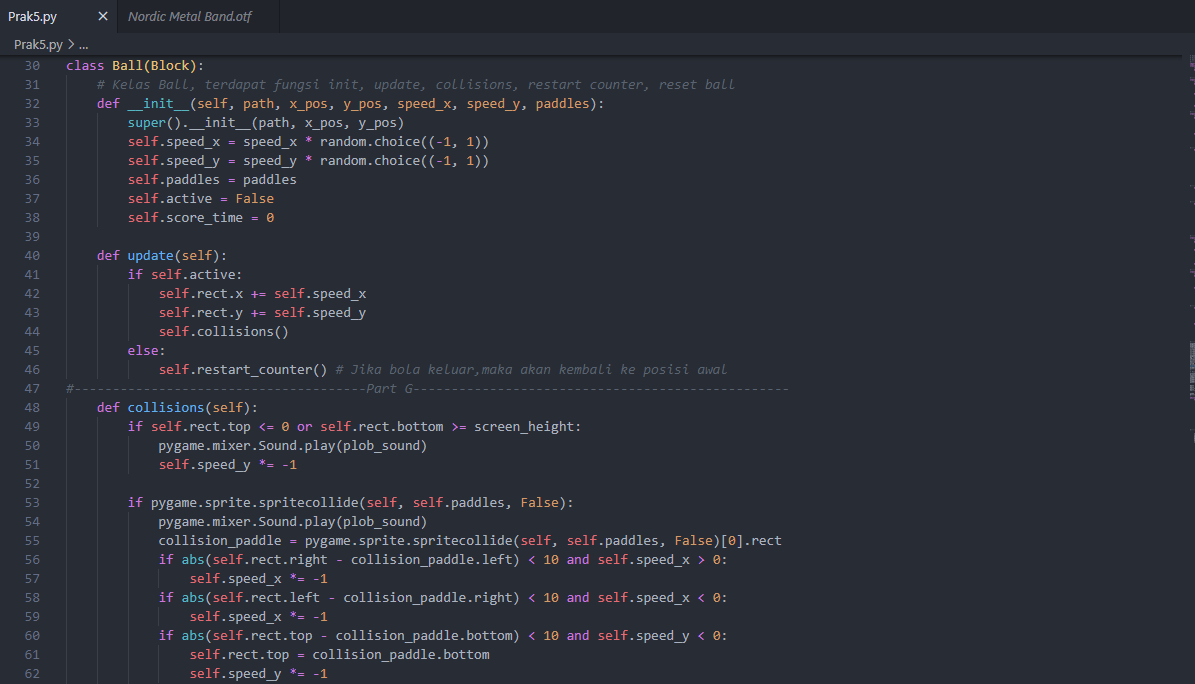 Prak5.py × Nordic Metal Band.otf
Prak5.py > ...
30 class Ball(Block):
31     # Kelas Ball, terdapat fungsi init, update, collisions, restart counter, reset ball
32     def __init__(self, path, x_pos, y_pos, speed_x, speed_y, paddles):
33         super().__init__(path, x_pos, y_pos)
34         self.speed_x = speed_x * random.choice((-1, 1))
35         self.speed_y = speed_y * random.choice((-1, 1))
36         self.paddles = paddles
37         self.active = False
38         self.score_time = 0
39
40     def update(self):
41         if self.active:
42             self.rect.x += self.speed_x
43             self.rect.y += self.speed_y
44             self.collisions()
45         else:
46             self.restart_counter() # Jika bola keluar,maka akan kembali ke posisi awal
47 #--------------------------------------Part G-------------------------------------------------
48     def collisions(self):
49         if self.rect.top <= 0 or self.rect.bottom >= screen_height:
50             pygame.mixer.Sound.play(plob_sound)
51             self.speed_y *= -1
52
53         if pygame.sprite.spritecollide(self, self.paddles, False):
54             pygame.mixer.Sound.play(plob_sound)
55             collision_paddle = pygame.sprite.spritecollide(self, self.paddles, False)[0].rect
56             if abs(self.rect.right - collision_paddle.left) < 10 and self.speed_x > 0:
57                 self.speed_x *= -1
58             if abs(self.rect.left - collision_paddle.right) < 10 and self.speed_x < 0:
59                 self.speed_x *= -1
60             if abs(self.rect.top - collision_paddle.bottom) < 10 and self.speed_y < 0:
61                 self.rect.top = collision_paddle.bottom
62                 self.speed_y *= -1